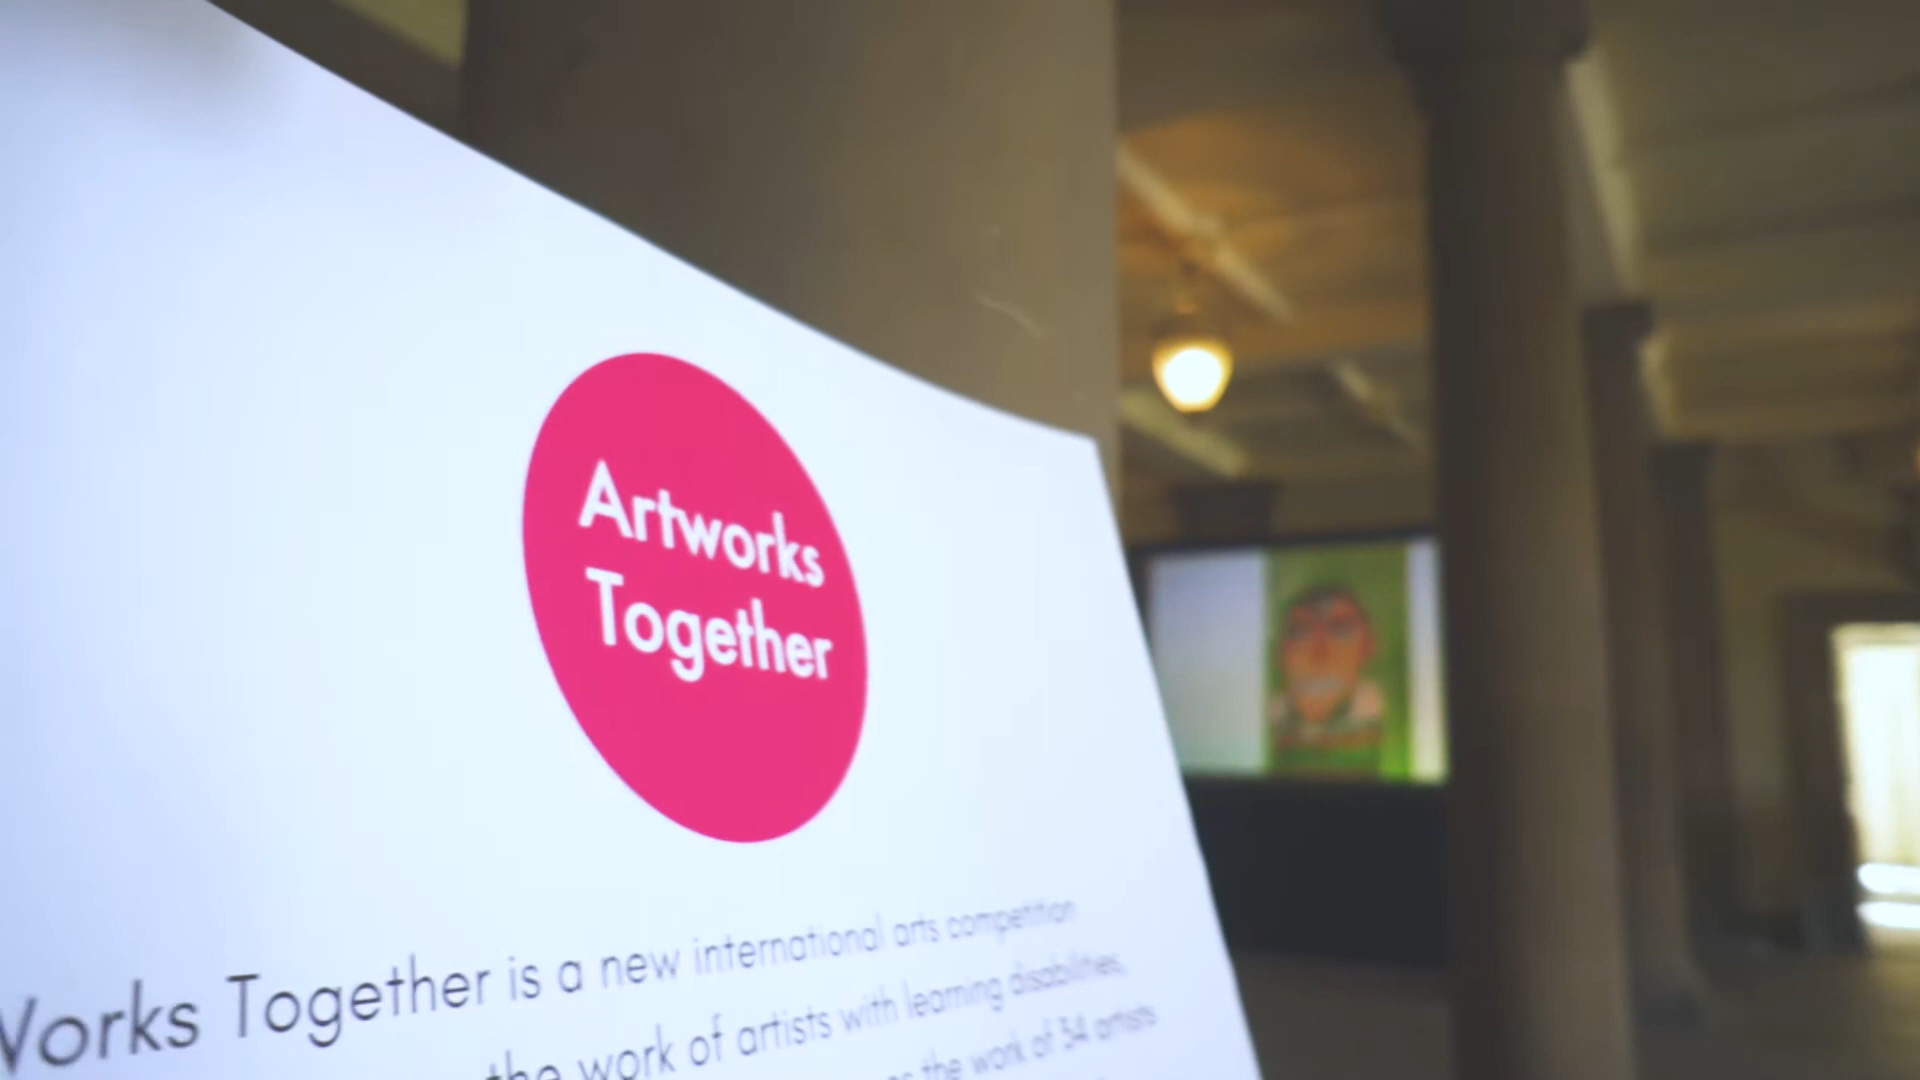 Artworks
Together
Works Together is a new international arts competition
the work of artists with learning disabilities,
the work of 54 artists